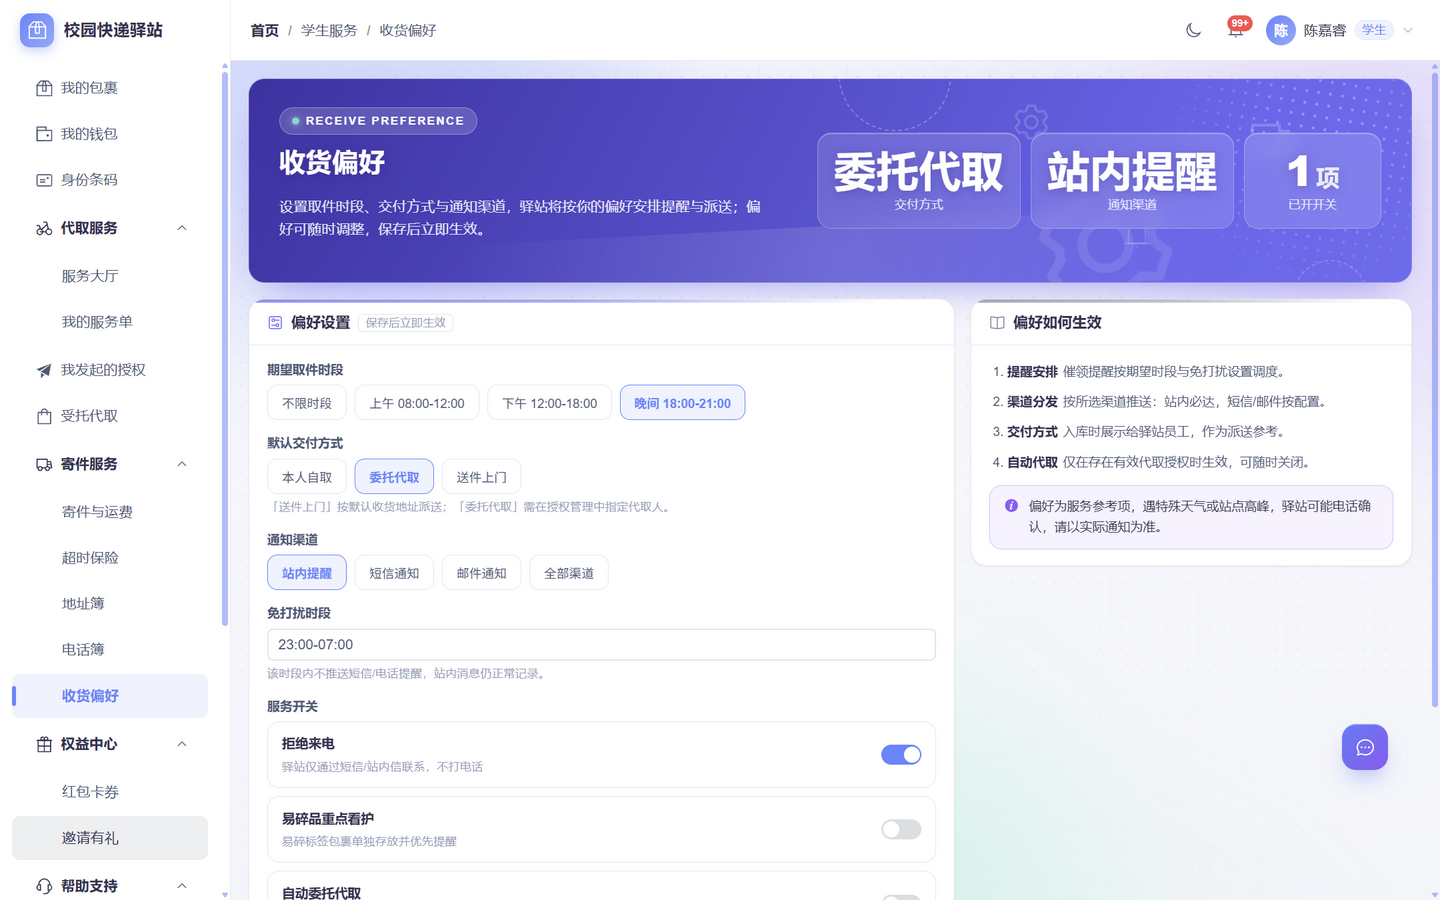 校园快递驿站
我的包裹
我的钱包
身份条码
代取服务
服务大厅
我的服务单
我发起的授权
受托代取
寄件服务
寄件与运费
超时保险
地址簿
电话簿
收货偏好
权益中心
红包卡券
邀请有礼
帮助支持
首页 / 学生服务 / 收货偏好
99+
陈 陈嘉睿 学生
RECEIVE PREFERENCE
收货偏好
设置取件时段、交付方式与通知渠道，驿站将按你的偏好安排提醒与派送；偏
好可随时调整，保存后立即生效。
委托代取
交付方式
站内提醒
通知渠道
1 项
已开开关
偏好设置 保存后立即生效
期望取件时段
不限时段 上午 08:00-12:00 下午 12:00-18:00 晚间 18:00-21:00
默认交付方式
本人自取 委托代取 送件上门
「送件上门」按默认收货地址派送；「委托代取」需在授权管理中指定代取人。
通知渠道
站内提醒 短信通知 邮件通知 全部渠道
免打扰时段
23:00-07:00
该时段内不推送短信/电话提醒，站内消息仍正常记录。
服务开关
拒绝来电
驿站仅通过短信/站内信联系，不打电话
易碎品重点看护
易碎标签包裹单独存放并优先提醒
自动委托代取
偏好如何生效
1. 提醒安排 催领提醒按期望时段与免打扰设置调度。
2. 渠道分发 按所选渠道推送：站内必达，短信/邮件按配置。
3. 交付方式 入库时展示给驿站员工，作为派送参考。
4. 自动代取 仅在存在有效代取授权时生效，可随时关闭。
偏好为服务参考项，遇特殊天气或站点高峰，驿站可能电话确
认，请以实际通知为准。